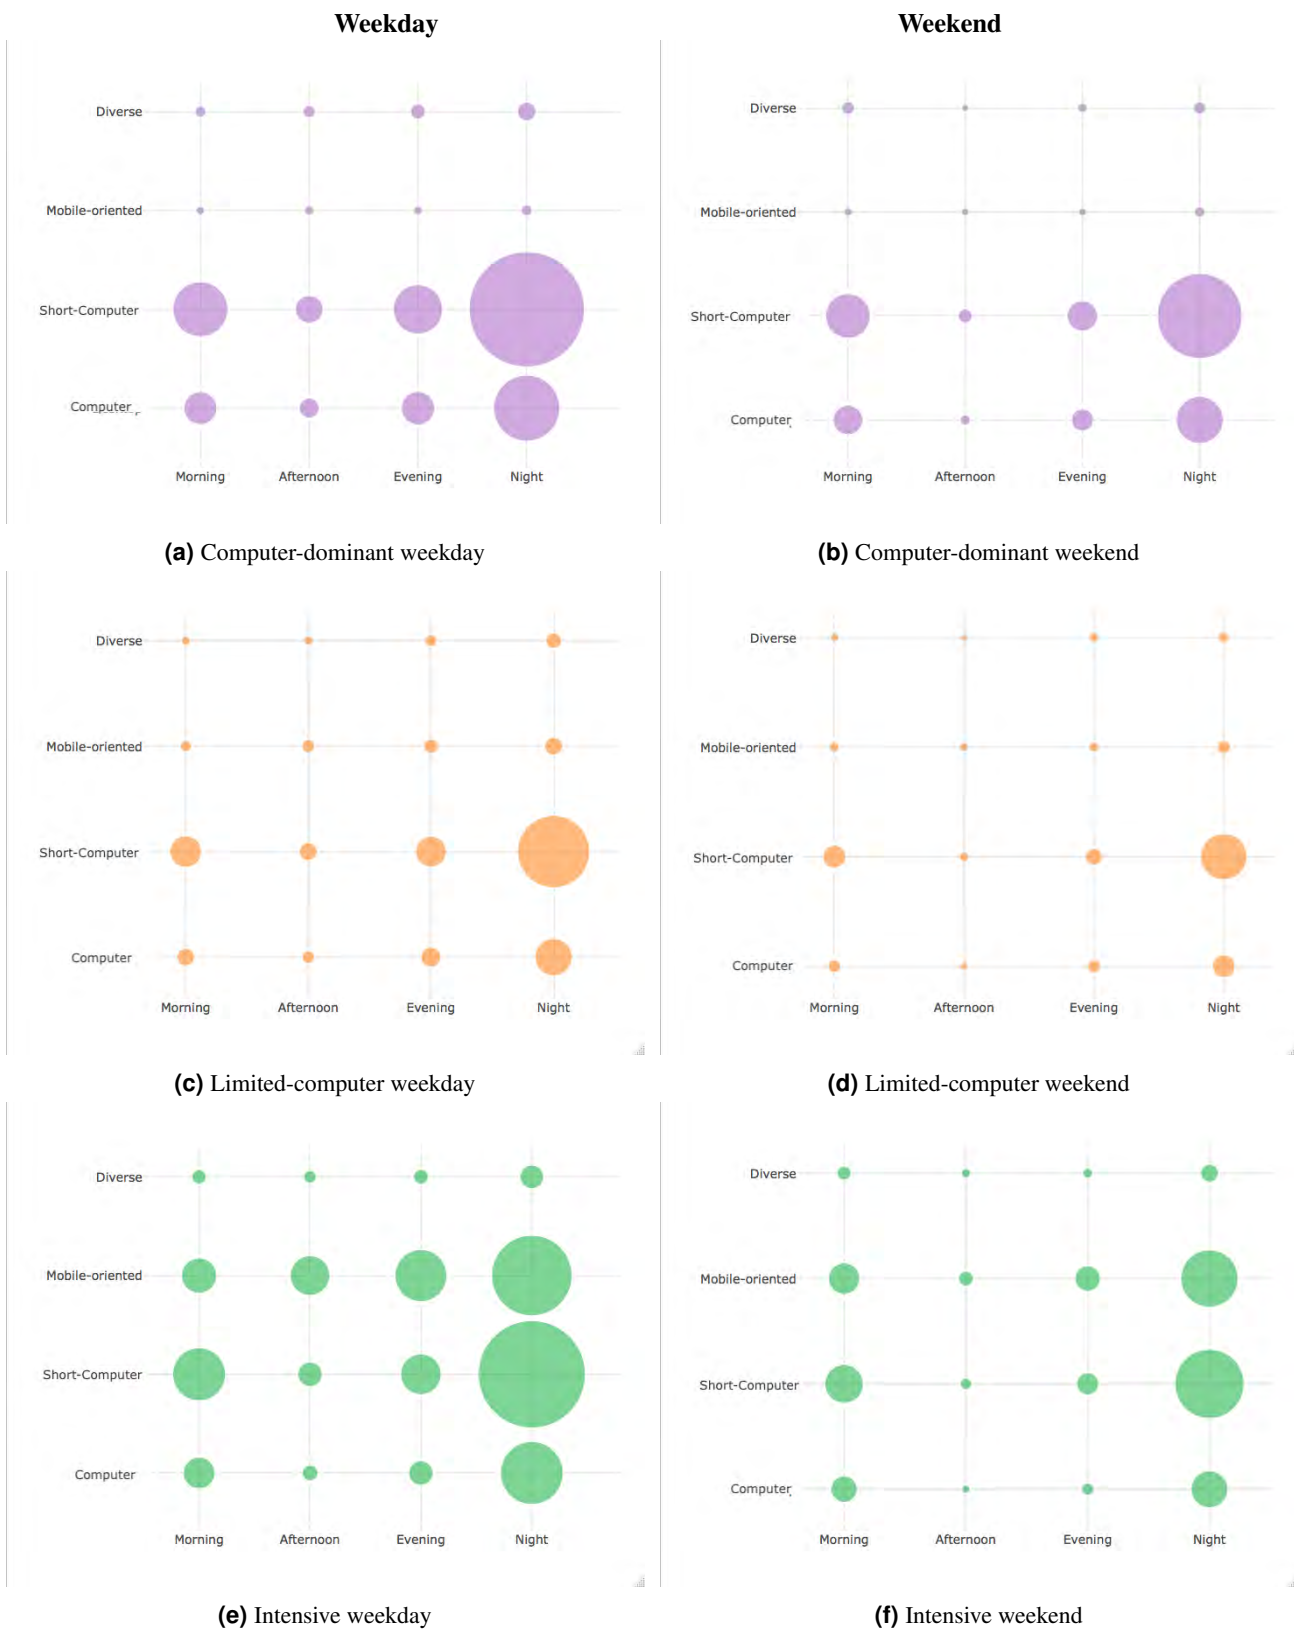 Weekday Weekend
Diverse
Mobile-oriented
Short-Computer
Computer
Morning Afternoon Evening Night
Diverse
Mobile-oriented
Short-Computer
Computer
Morning Afternoon Evening Night
(a) Computer-dominant weekday
(b) Computer-dominant weekend
Diverse
Mobile-oriented
Short-Computer
Computer
Morning Afternoon Evening Night
Diverse
Mobile-oriented
Short-Computer
Computer
Morning Afternoon Evening Night
(c) Limited-computer weekday
(d) Limited-computer weekend
Diverse
Mobile-oriented
Short-Computer
Computer
Morning Afternoon Evening Night
Diverse
Mobile-oriented
Short-Computer
Computer
Morning Afternoon Evening Night
(e) Intensive weekday
(f) Intensive weekend